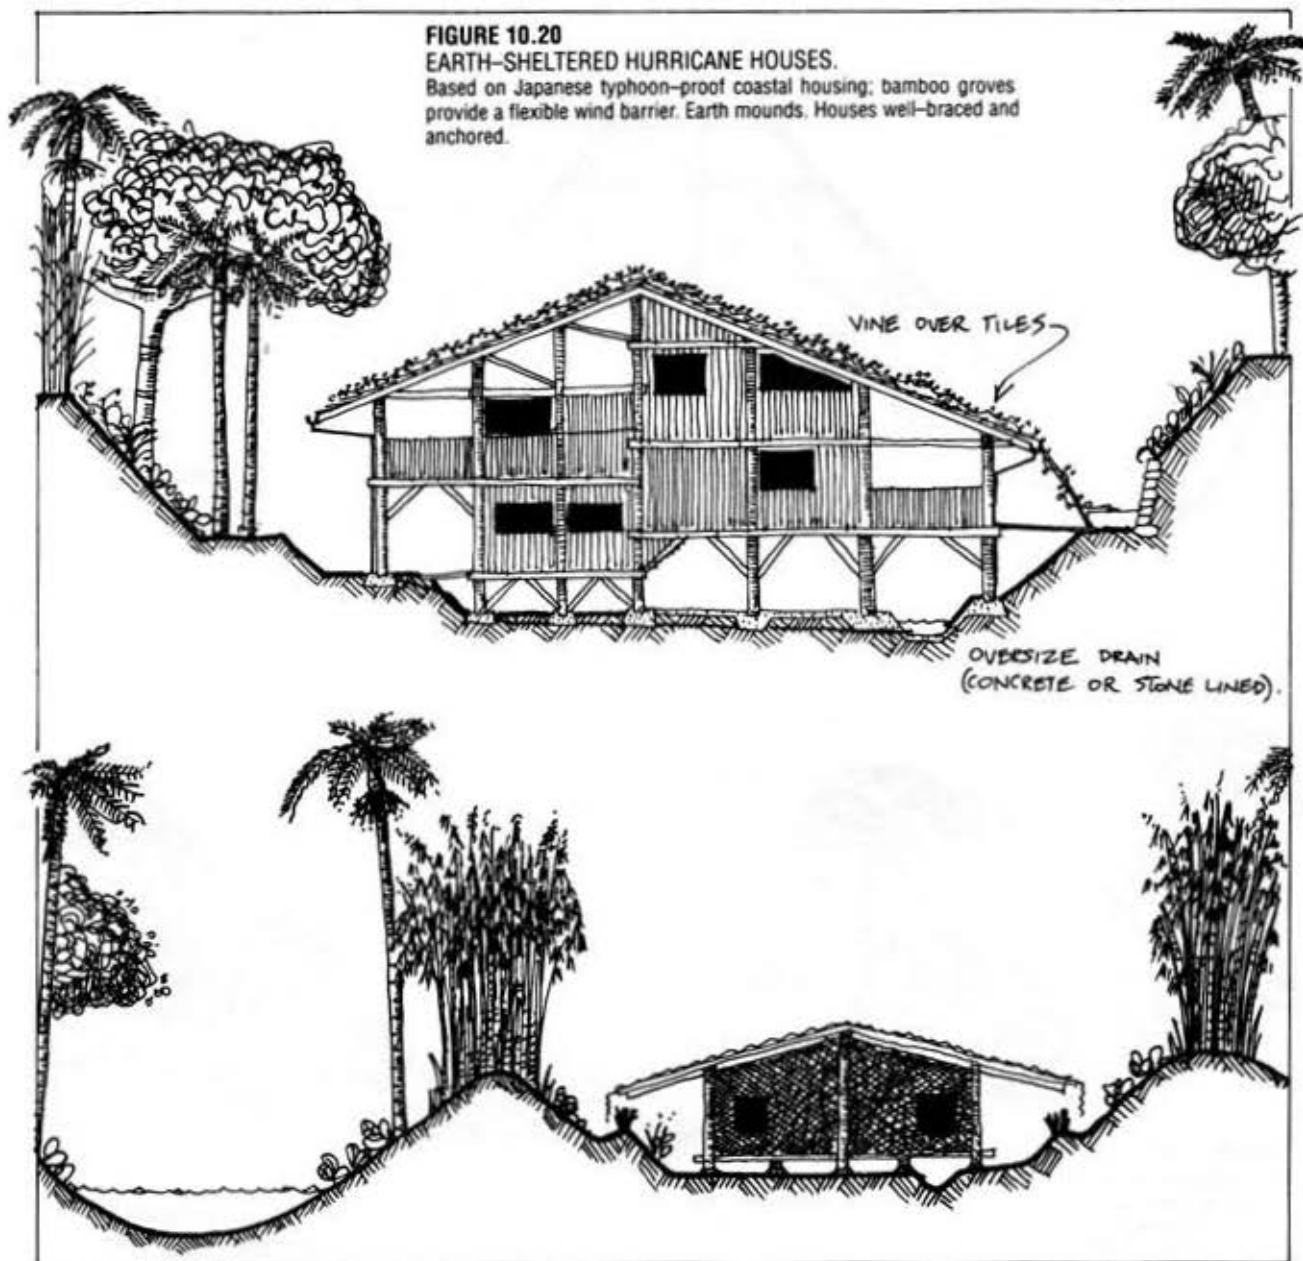 FIGURE 10.20
EARTH–SHELTERED HURRICANE HOUSES.
Based on Japanese typhoon–proof coastal housing; bamboo groves
provide a flexible wind barrier. Earth mounds. Houses well–braced and
anchored.
VINE OVER TILES
OVERSIZE DRAIN
(CONCRETE OR STONE LINED).